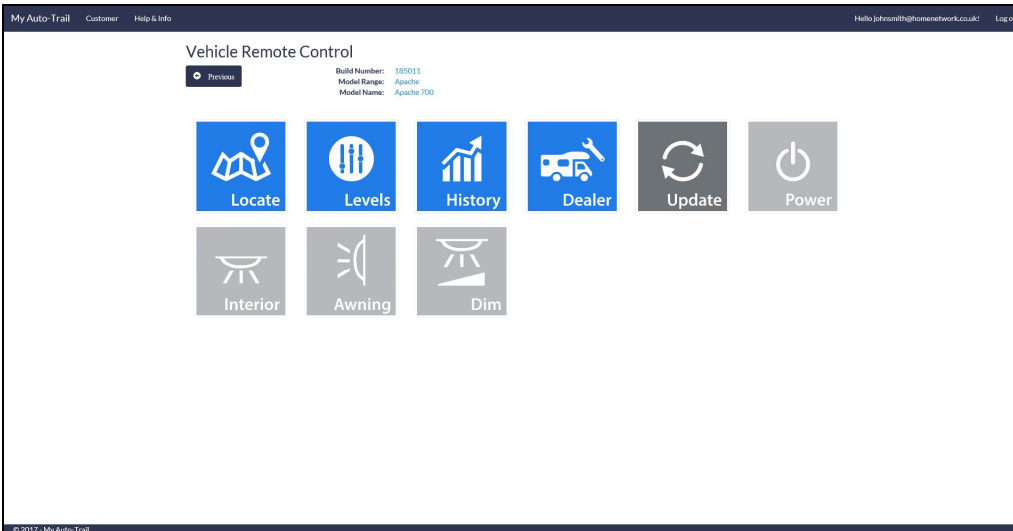 My Auto-Trail Customer Help & Info Hello johnsmith@homenetwork.co.uk! Log o
Vehicle Remote Control
Previous
Build Number: 185011
Model Range: Apache
Model Name: Apache 700
Locate Levels History Dealer Update Power
Interior Awning Dim
© 2017 - My Auto-Trail